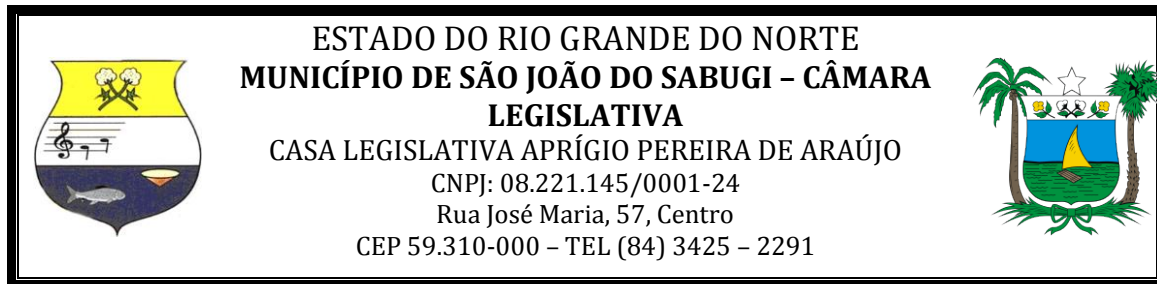 ESTADO DO RIO GRANDE DO NORTE
MUNICÍPIO DE SÃO JOÃO DO SABUGI – CÂMARA
LEGISLATIVA
CASA LEGISLATIVA APRÍGIO PEREIRA DE ARAÚJO
CNPJ: 08.221.145/0001-24
Rua José Maria, 57, Centro
CEP 59.310-000 – TEL (84) 3425 – 2291